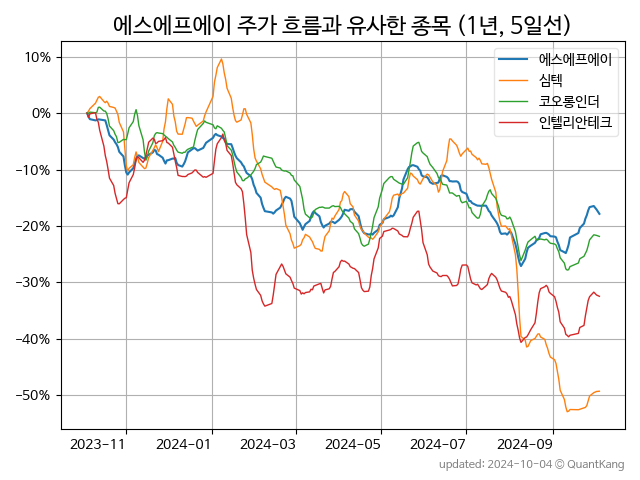 에스에프에이 주가 흐름과 유사한 종목 (1년, 5일선)
에스에프에이
심텍
코오롱인더
인텔리안테크
10%
0%
−10%
−20%
−30%
−40%
−50%
2023−11
2024−01
2024−03
2024−05
2024−07
2024−09
updated: 2024-10-04 © QuantKang